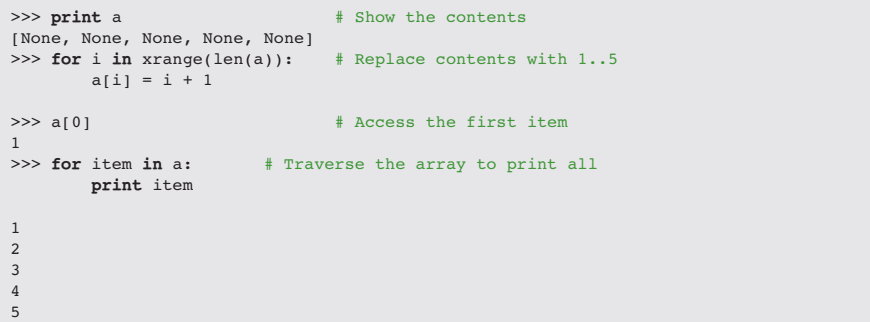 >>> print a                          # Show the contents
[None, None, None, None, None]
>>> for i in xrange(len(a)):    # Replace contents with 1..5
        a[i] = i + 1
>>> a[0]                        # Access the first item
1
>>> for item in a:       # Traverse the array to print all
        print item
1
2
3
4
5